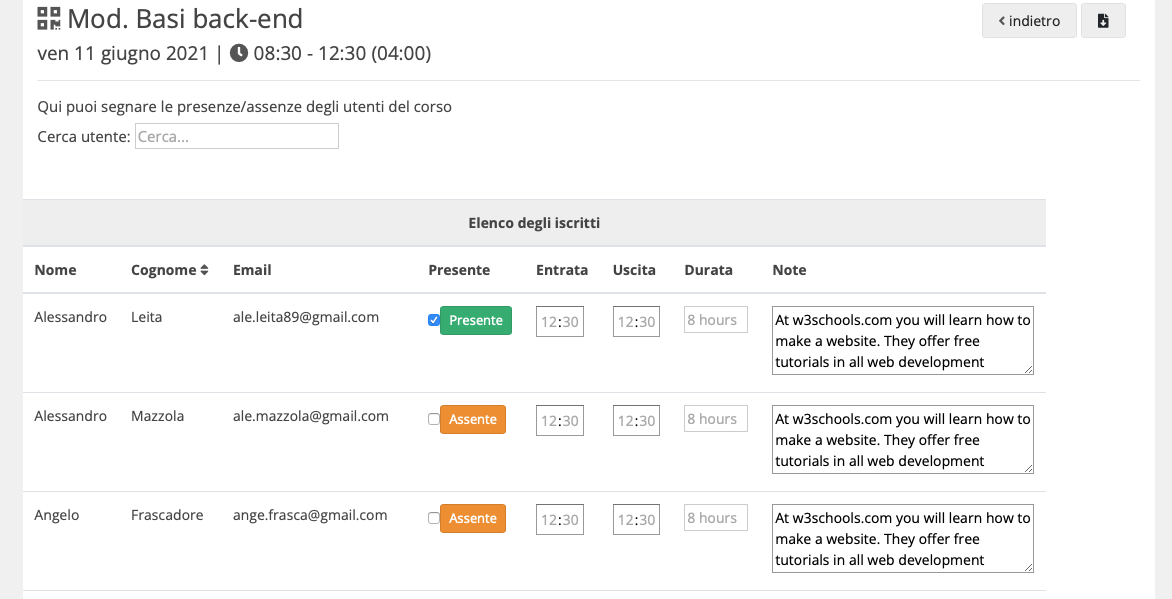 Mod. Basi back-end
indietro
ven 11 giugno 2021 | 08:30 - 12:30 (04:00)
Qui puoi segnare le presenze/assenze degli utenti del corso
Cerca utente: Cerca...
Elenco degli iscritti
Nome Cognome Email Presente Entrata Uscita Durata Note
Alessandro Leita ale.leita89@gmail.com Presente 12:30 12:30 8 hours At w3schools.com you will learn how to
make a website. They offer free
tutorials in all web development
Alessandro Mazzola ale.mazzola@gmail.com Assente 12:30 12:30 8 hours At w3schools.com you will learn how to
make a website. They offer free
tutorials in all web development
Angelo Frascadore ange.frasca@gmail.com Assente 12:30 12:30 8 hours At w3schools.com you will learn how to
make a website. They offer free
tutorials in all web development